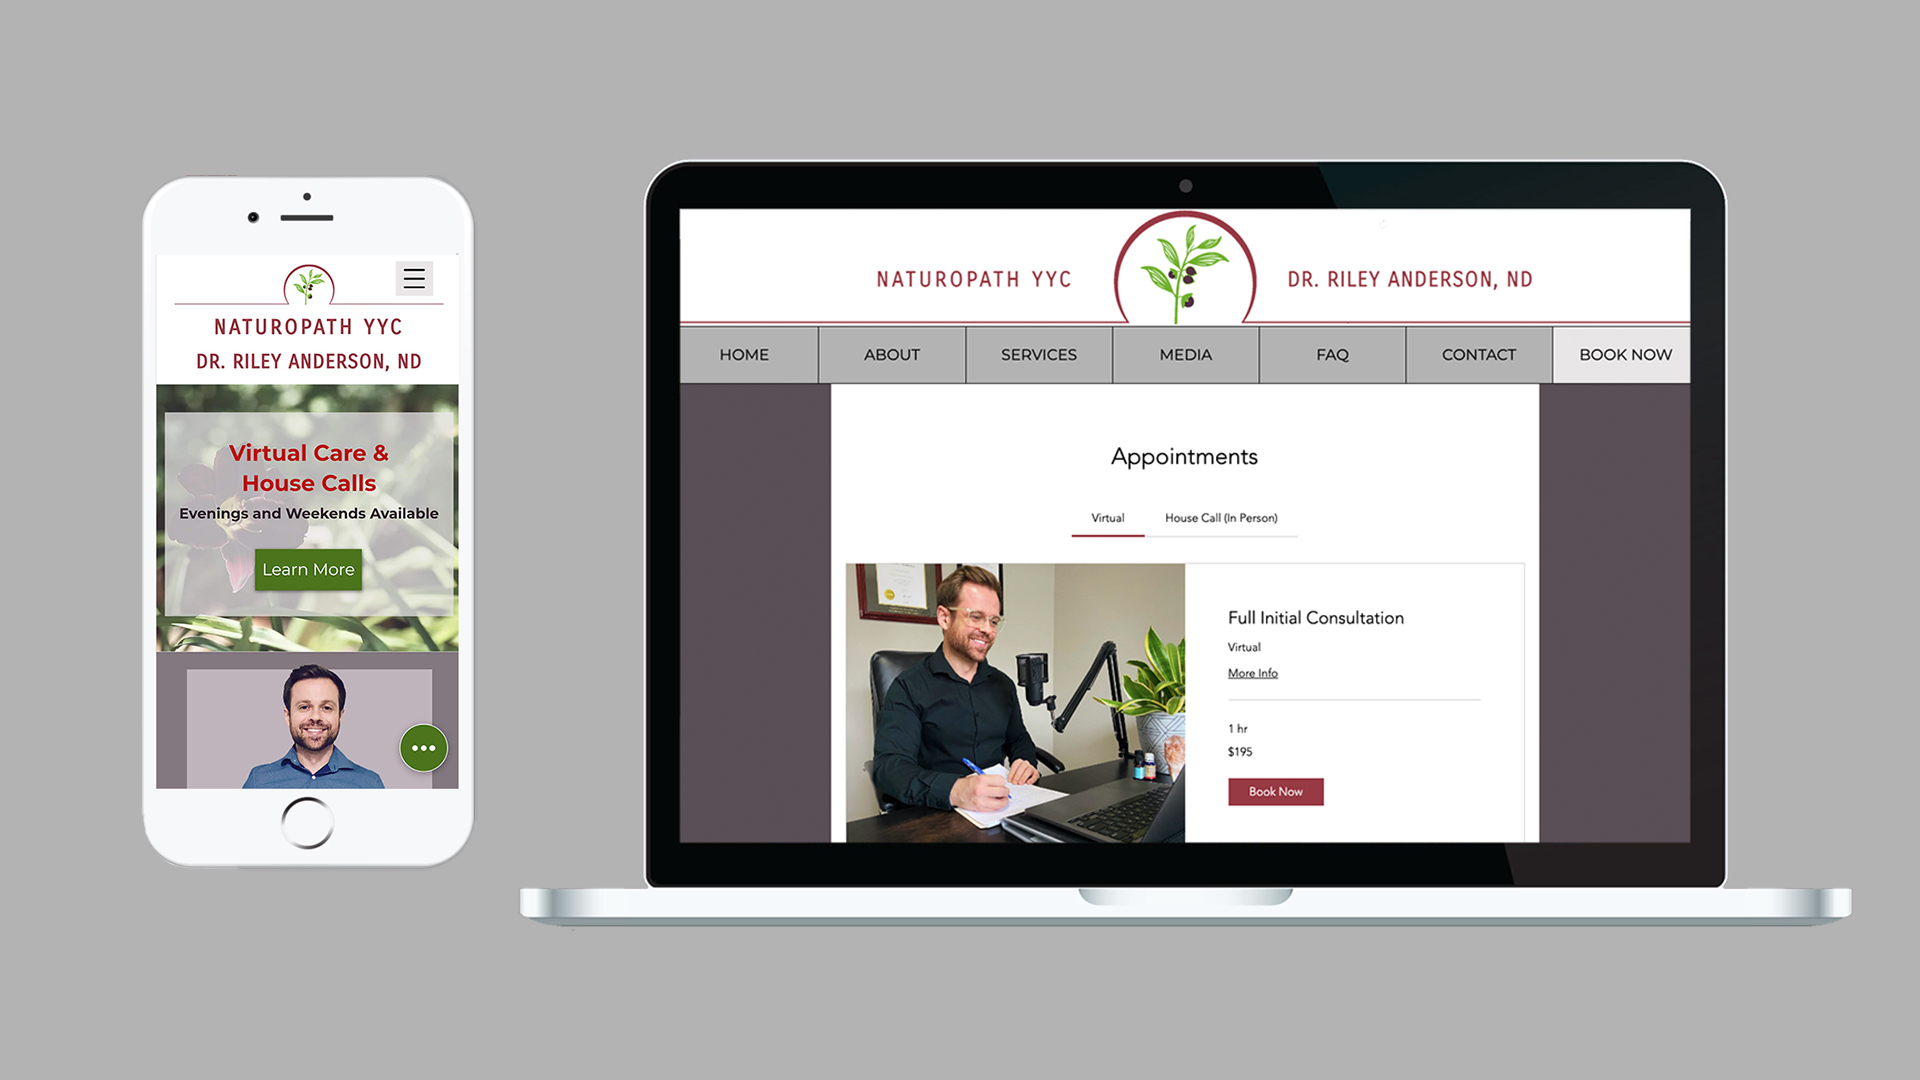 NATUROPATH YYC
DR. RILEY ANDERSON, ND
Virtual Care &
House Calls
Evenings and Weekends Available
Learn More
NATUROPATH YYC
DR. RILEY ANDERSON, ND
HOME
ABOUT
SERVICES
MEDIA
FAQ
CONTACT
BOOK NOW
Appointments
Virtual
House Call (In Person)
Full Initial Consultation
Virtual
More Info
1 hr
$195
Book Now